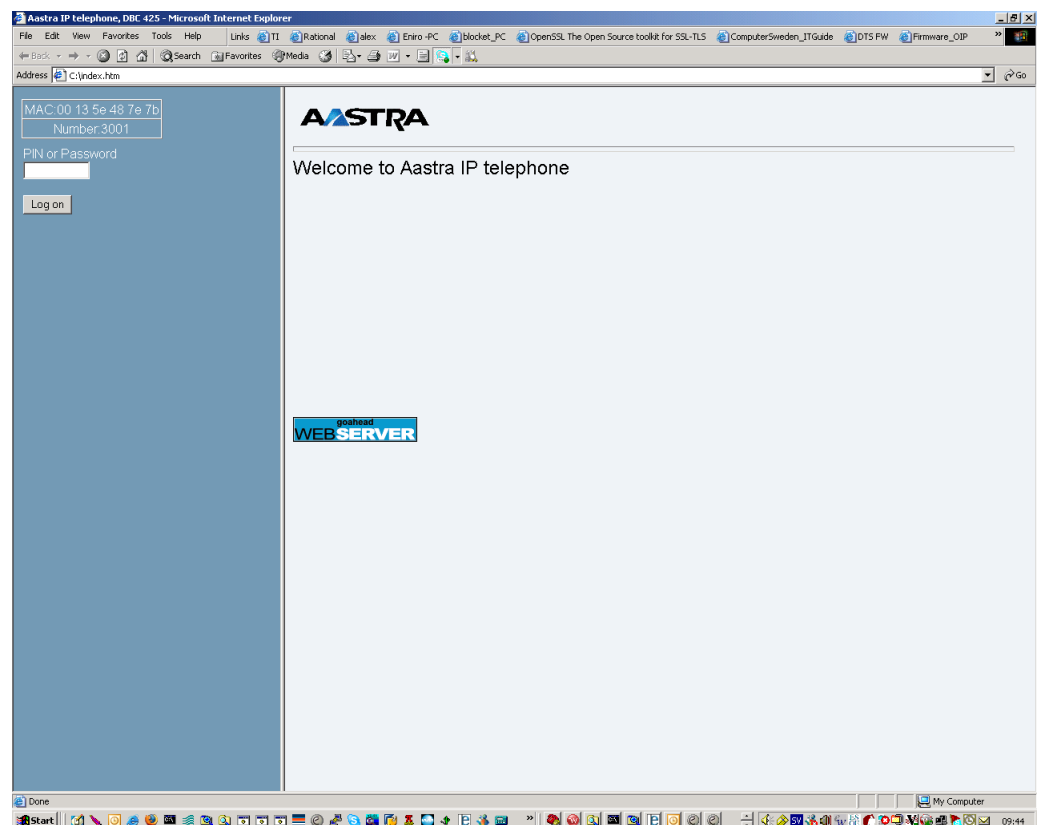 Aastra IP telephone, DBC 425 - Microsoft Internet Explorer
File Edit View Favorites Tools Help Links TI Rational alex Eniro -PC blocket_PC OpenSSL The Open Source toolkit for SSL-TLS ComputerSweden_ITGuide DTS FW Firmware_OIP »
Back Search Favorites Media
Address C:\index.htm Go
MAC:00 13 5e 48 7e 7b
Number:3001
PIN or Password
Log on
AASTRA
Welcome to Aastra IP telephone
goahead
WEBSERVER
Done My Computer
Start » SV 09:44